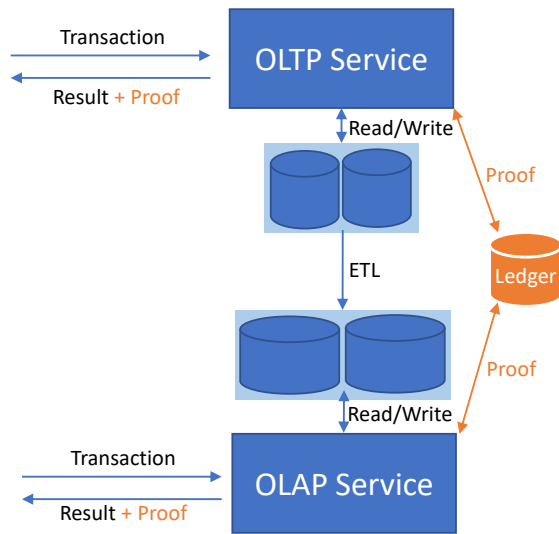 Transaction
OLTP Service
Result + Proof
Read/Write
Proof
Ledger
ETL
Proof
Read/Write
Transaction
OLAP Service
Result + Proof